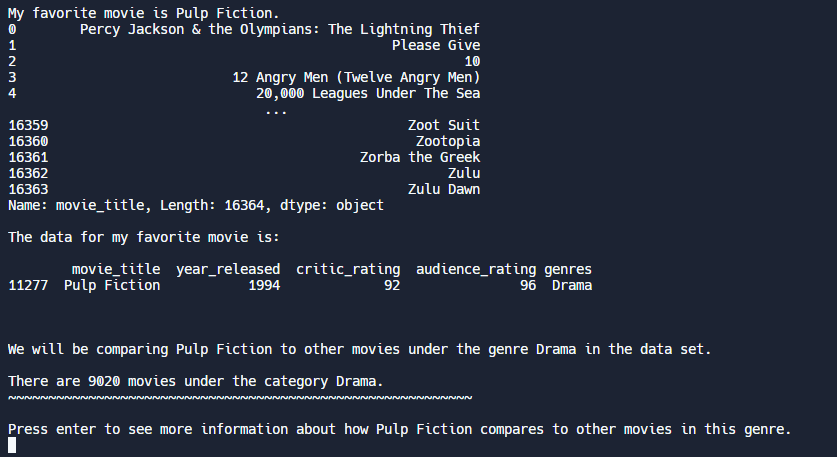 My favorite movie is Pulp Fiction.
0        Percy Jackson & the Olympians: The Lightning Thief
1                                               Please Give
2                                                        10
3                           12 Angry Men (Twelve Angry Men)
4                              20,000 Leagues Under The Sea
                                ...
16359                                             Zoot Suit
16360                                              Zootopia
16361                                       Zorba the Greek
16362                                                  Zulu
16363                                             Zulu Dawn
Name: movie_title, Length: 16364, dtype: object

The data for my favorite movie is:

        movie_title  year_released  critic_rating  audience_rating genres
11277  Pulp Fiction           1994             92               96  Drama

We will be comparing Pulp Fiction to other movies under the genre Drama in the data set.

There are 9020 movies under the category Drama.
~~~~~~~~~~~~~~~~~~~~~~~~~~~~~~~~~~~~~~~~~~~~~~~~~~~~~~~~~~

Press enter to see more information about how Pulp Fiction compares to other movies in this genre.